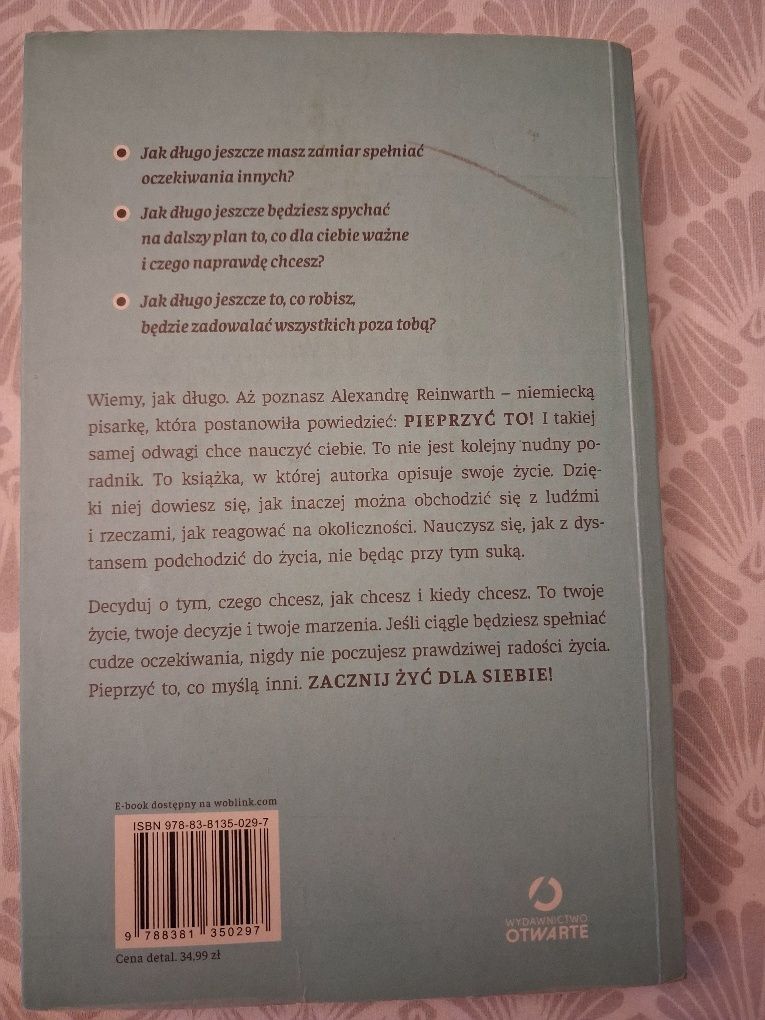 Jak długo jeszcze masz zamiar spełniać
oczekiwania innych?
Jak długo jeszcze będziesz spychać
na dalszy plan to, co dla ciebie ważne
i czego naprawdę chcesz?
Jak długo jeszcze to, co robisz,
będzie zadowalać wszystkich poza tobą?
Wiemy, jak długo. Aż poznasz Alexandrę Reinwarth – niemiecką
pisarkę, która postanowiła powiedzieć: PIEPRZYĆ TO! I takiej
samej odwagi chce nauczyć ciebie. To nie jest kolejny nudny po-
radnik. To książka, w której autorka opisuje swoje życie. Dzię-
ki niej dowiesz się, jak inaczej można obchodzić się z ludźmi
i rzeczami, jak reagować na okoliczności. Nauczysz się, jak z dys-
tansem podchodzić do życia, nie będąc przy tym suką.
Decyduj o tym, czego chcesz, jak chcesz i kiedy chcesz. To twoje
życie, twoje decyzje i twoje marzenia. Jeśli ciągle będziesz spełniać
cudze oczekiwania, nigdy nie poczujesz prawdziwej radości życia.
Pieprzyć to, co myślą inni. ZACZNIJ ŻYĆ DLA SIEBIE!
E-book dostępny na woblink.com
ISBN 978-83-8135-029-7
9 788381 350297
Cena detal. 34,99 zł
WYDAWNICTWO
OTWARTE